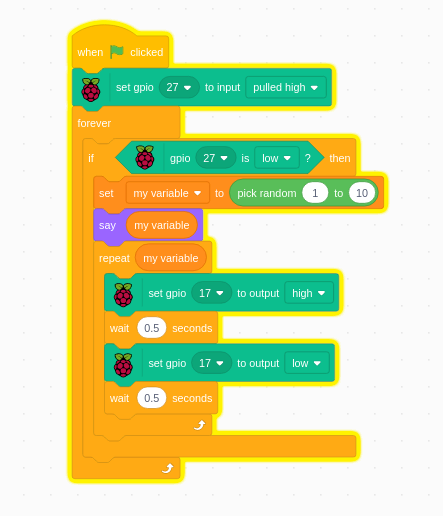 when clicked
set gpio 27 to input pulled high
forever
if gpio 27 is low ? then
set my variable to pick random 1 to 10
say my variable
repeat my variable
set gpio 17 to output high
wait 0.5 seconds
set gpio 17 to output low
wait 0.5 seconds